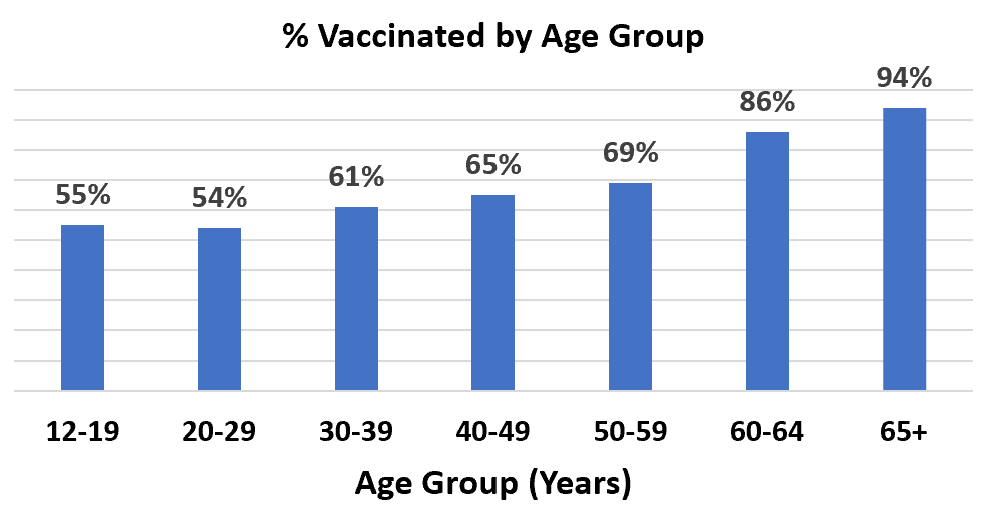 % Vaccinated by Age Group
55% 54% 61% 65% 69% 86% 94%
12-19 20-29 30-39 40-49 50-59 60-64 65+
Age Group (Years)